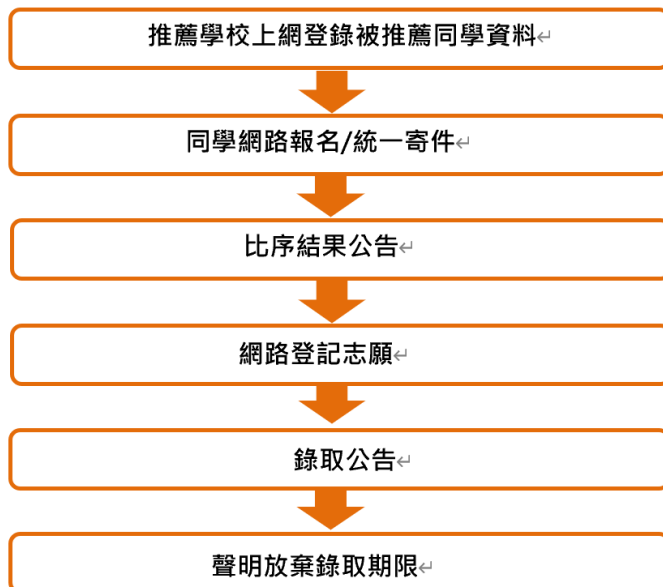 推薦學校上網登錄被推薦同學資料↵
同學網路報名/統一寄件↵
比序結果公告↵
網路登記志願↵
錄取公告↵
聲明放棄錄取期限↵